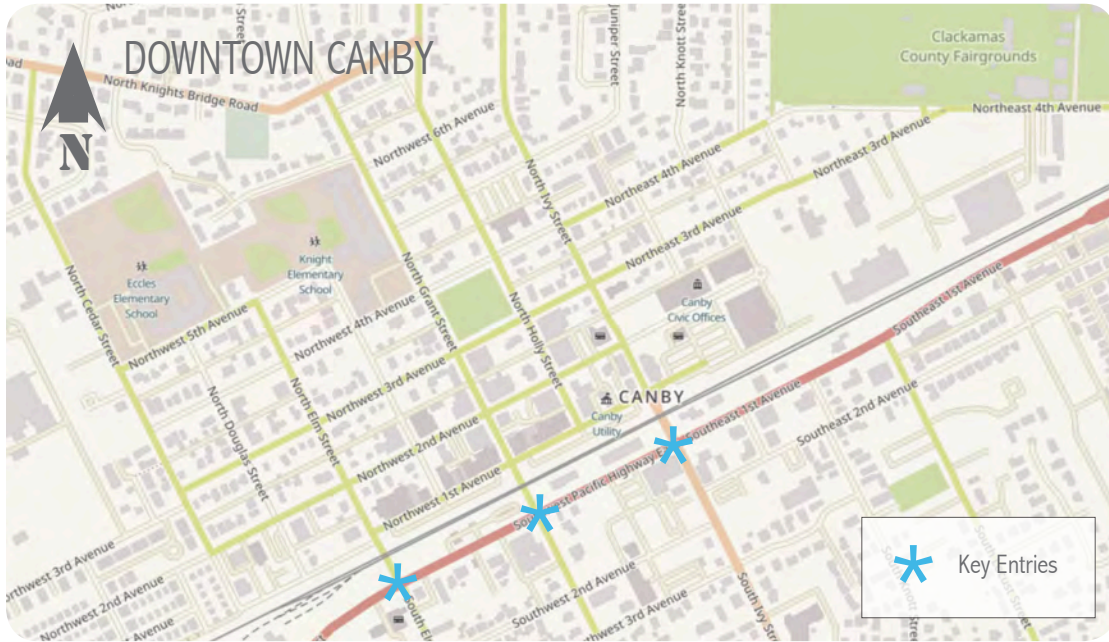 DOWNTOWN CANBY
N
North Knights Bridge Road
Juniper Street
North Knott Street
Clackamas
County Fairgrounds
Northeast 4th Avenue
Northwest 6th Avenue
Northeast 4th Avenue
Northeast 3rd Avenue
North Ivy Street
Northeast 3rd Avenue
Knight
Elementary
School
Eccles
Elementary
School
North Cedar Street
North Grant Street
North Holly Street
Canby
Civic Offices
Northwest 5th Avenue
Northwest 4th Avenue
Northwest 3rd Avenue
Southeast 1st Avenue
North Douglas Street
North Elm Street
CANBY
Canby
Utility
Northwest 2nd Avenue
Southeast 1st Avenue
Southeast 2nd Avenue
Northwest 1st Avenue
Pacific Highway E
Northwest 3rd Avenue
Northwest 2nd Avenue
Avenue
Southwest 2nd Avenue
3rd Avenue
South Ivy Street
South
Street
Key Entries